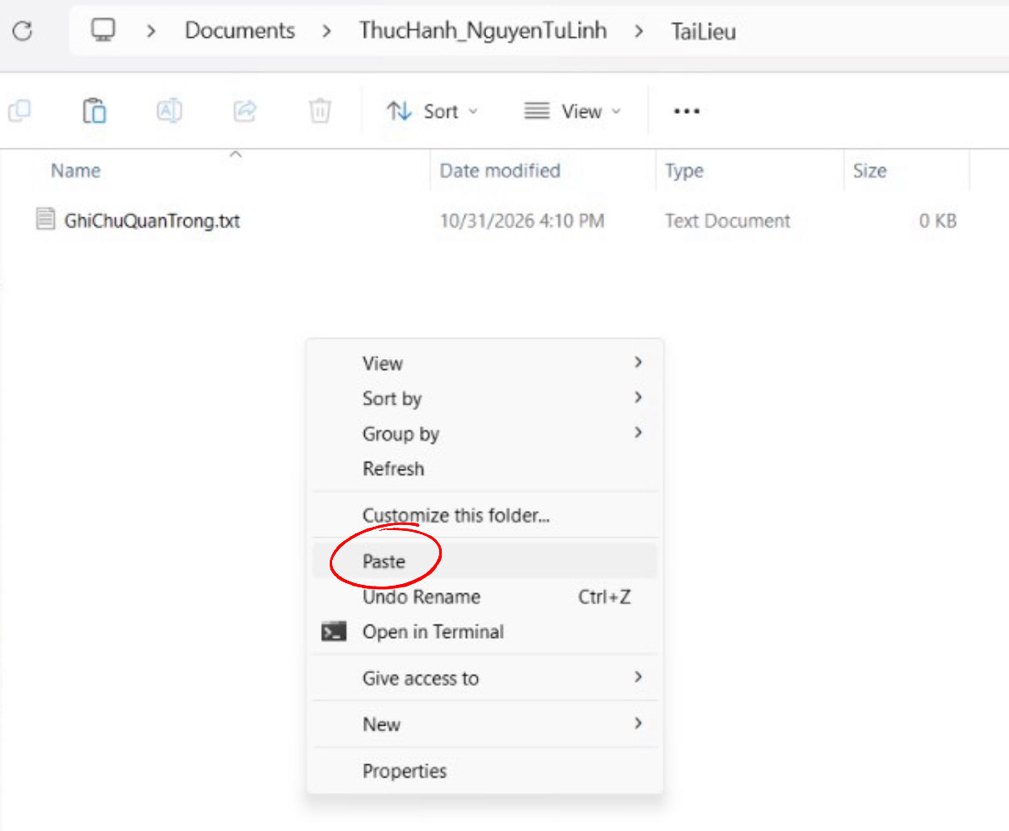 Documents > ThucHanh_NguyenTuLinh > TaiLieu
Sort View ...
Name Date modified Type Size
GhiChuQuanTrong.txt 10/31/2026 4:10 PM Text Document 0 KB
View
Sort by
Group by
Refresh
Customize this folder...
Paste
Undo Rename Ctrl+Z
Open in Terminal
Give access to
New
Properties